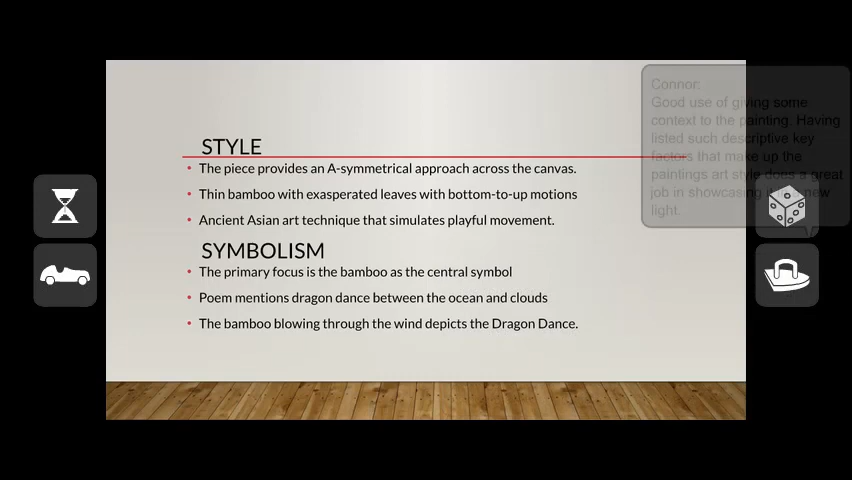 STYLE
• The piece provides an A-symmetrical approach across the canvas.
• Thin bamboo with exasperated leaves with bottom-to-up motions
• Ancient Asian art technique that simulates playful movement.
SYMBOLISM
• The primary focus is the bamboo as the central symbol
• Poem mentions dragon dance between the ocean and clouds
• The bamboo blowing through the wind depicts the Dragon Dance.
Connor:
Good use of giving some
context to the painting. Having
listed such descriptive key
factors that make up the
paintings art style does a great
job in showcasing new
light.